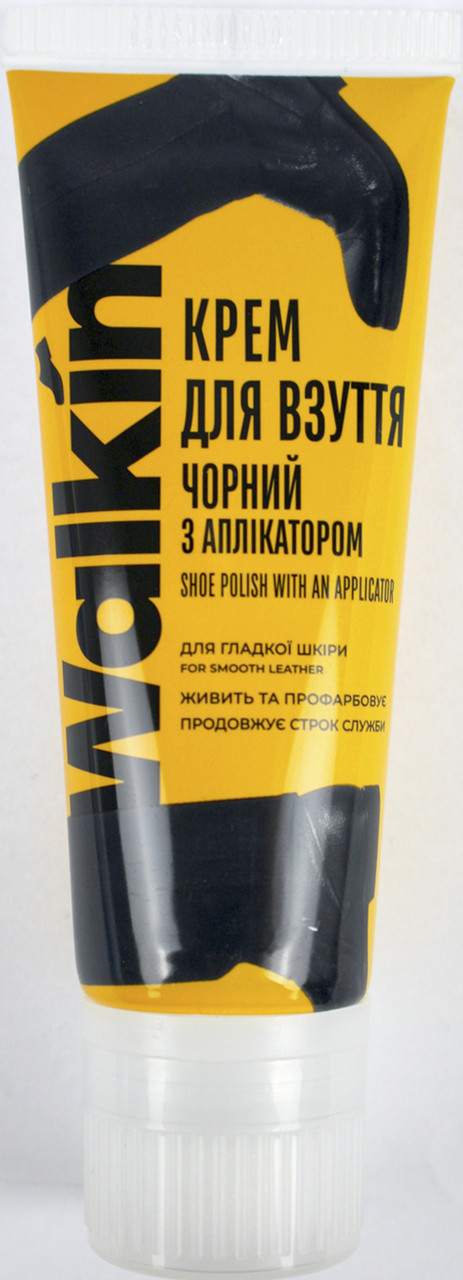 Walkin
КРЕМ
ДЛЯ ВЗУТТЯ
ЧОРНИЙ
З АПЛІКАТОРОМ
SHOE POLISH WITH AN APPLICATOR
ДЛЯ ГЛАДКОЇ ШКІРИ
FOR SMOOTH LEATHER
ЖИВИТЬ ТА ПРОФАРБОВУЄ
ПРОДОВЖУЄ СТРОК СЛУЖБИ